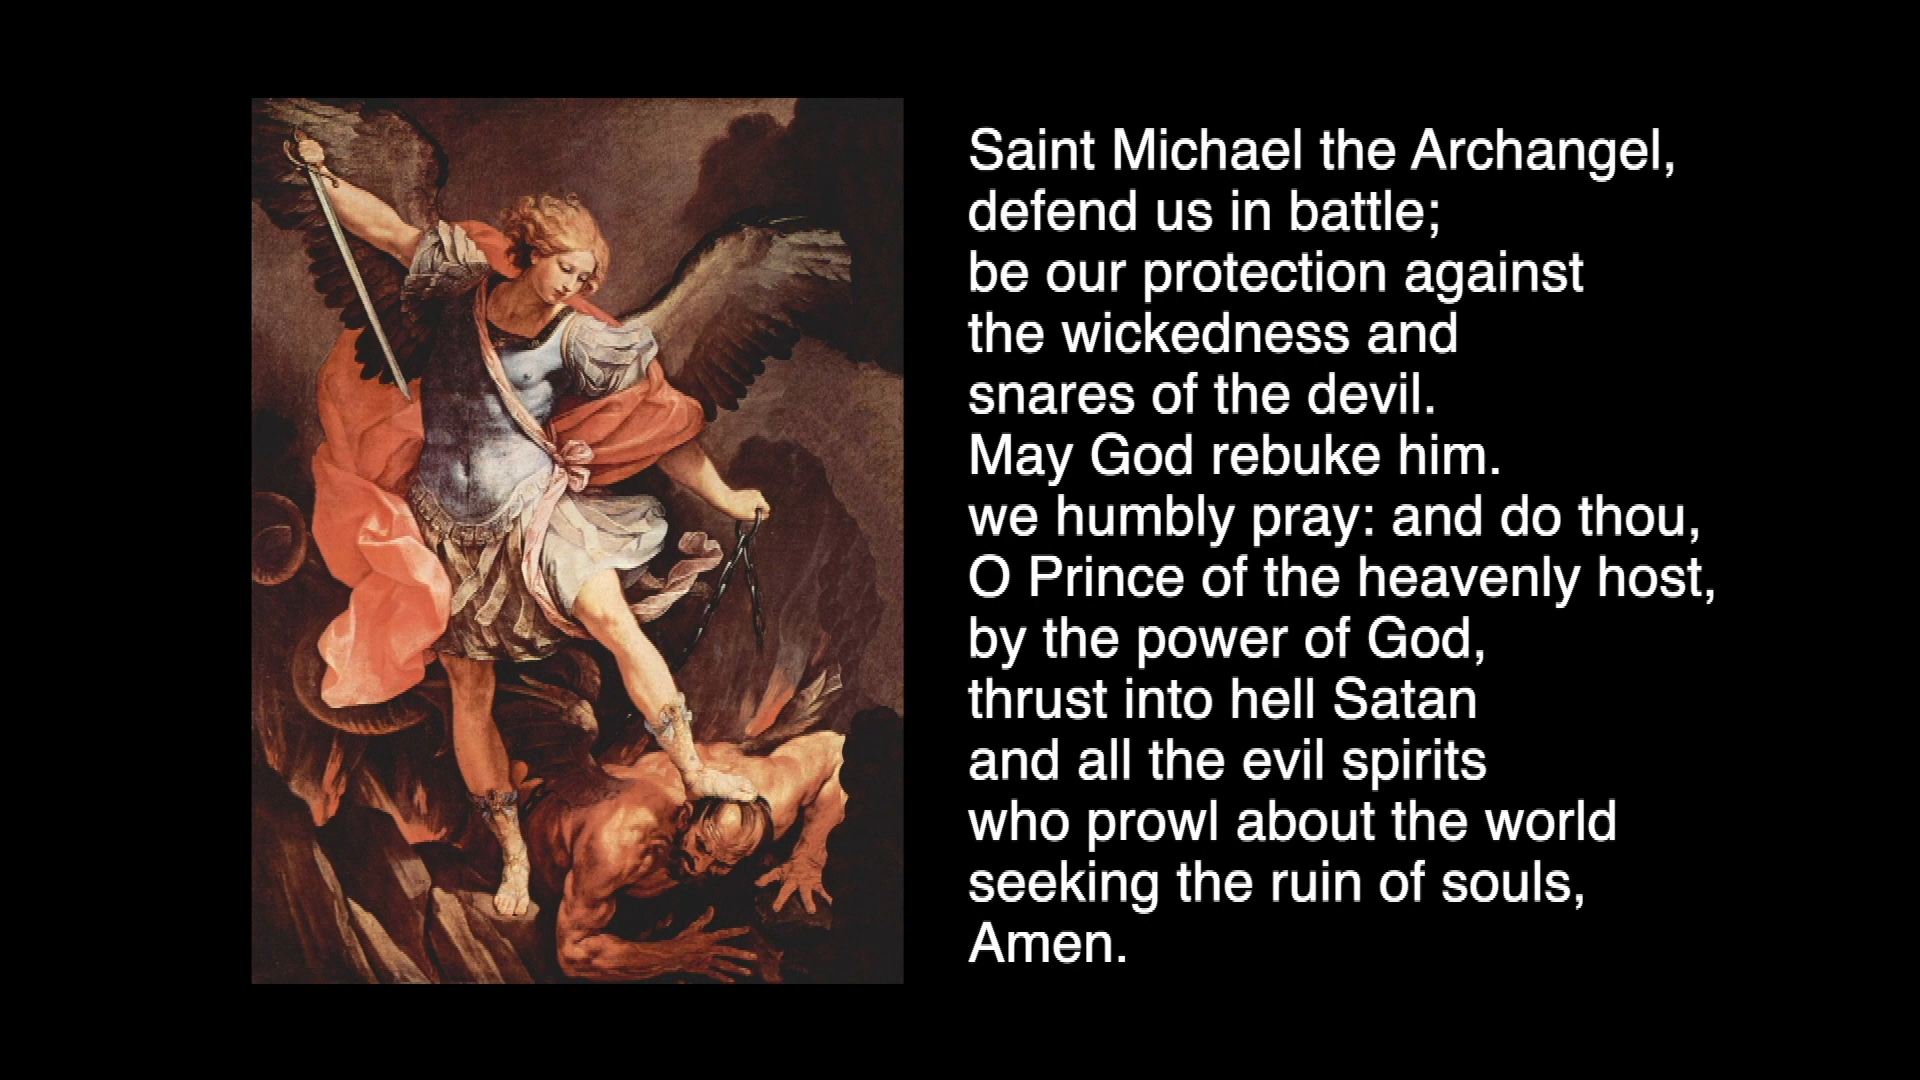 Saint Michael the Archangel,
defend us in battle;
be our protection against
the wickedness and
snares of the devil.
May God rebuke him.
we humbly pray: and do thou,
O Prince of the heavenly host,
by the power of God,
thrust into hell Satan
and all the evil spirits
who prowl about the world
seeking the ruin of souls,
Amen.